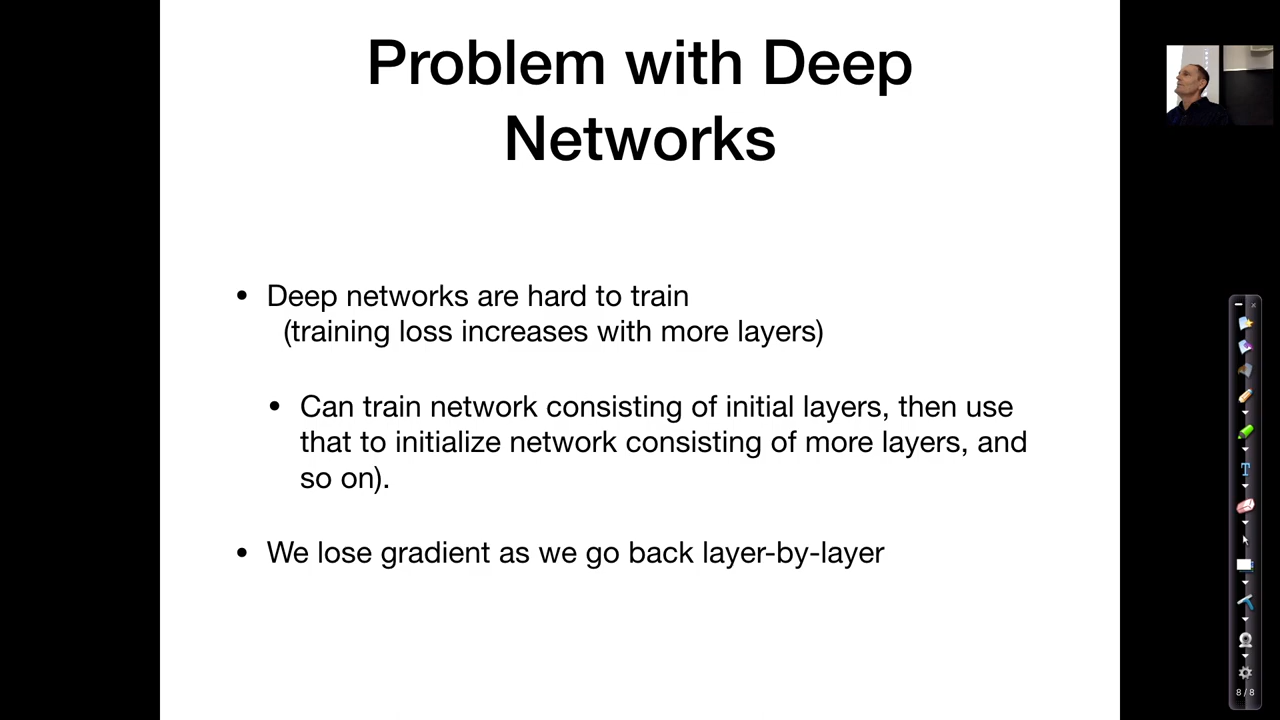 Problem with Deep
Networks
• Deep networks are hard to train
(training loss increases with more layers)
• Can train network consisting of initial layers, then use
that to initialize network consisting of more layers, and
so on).
• We lose gradient as we go back layer-by-layer
T
8 / 8